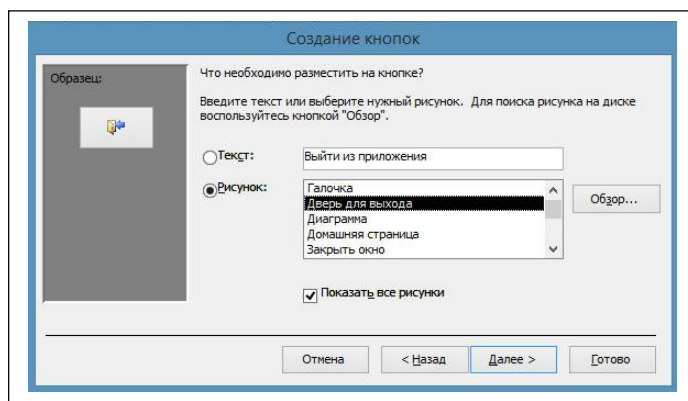 Создание кнопок
Образец:
Что необходимо разместить на кнопке?
Введите текст или выберите нужный рисунок. Для поиска рисунка на диске
воспользуйтесь кнопкой "Обзор".
Текст:
Выйти из приложения
Рисунок:
Галочка
Дверь для выхода
Диаграмма
Домашняя страница
Закрыть окно
Обзор...
Показать все рисунки
Отмена
< Назад
Далее >
Готово